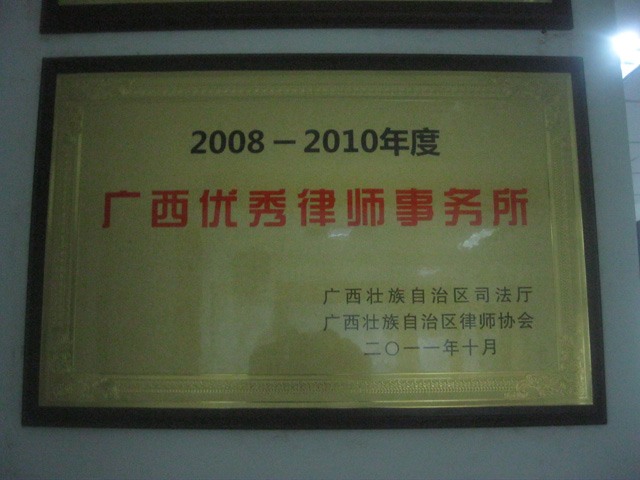 2008－2010年度
广西优秀律师事务所
广西壮族自治区司法厅
广西壮族自治区律师协会
二〇一一年十月